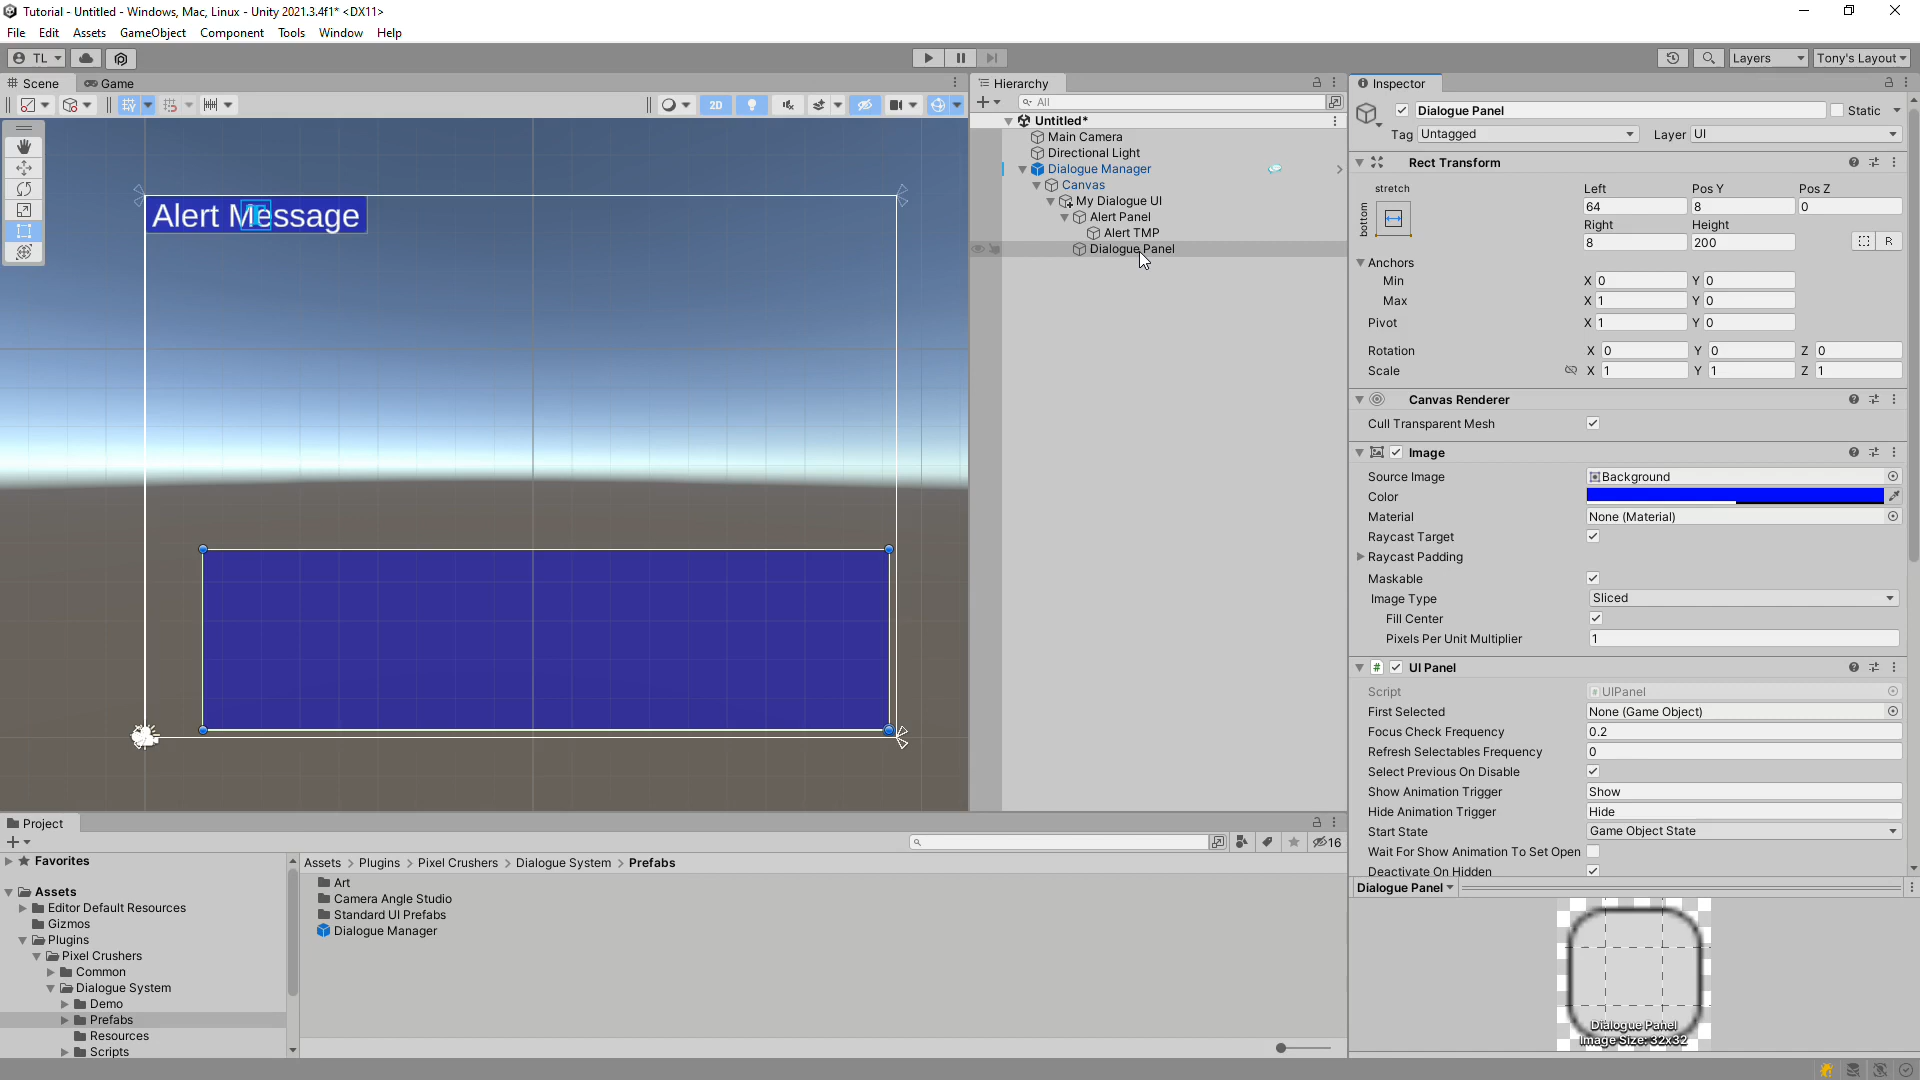 Tutorial - Untitled - Windows, Mac, Linux - Unity 2021.3.4f1* <DX11>
File Edit Assets GameObject Component Tools Window Help
TL Layers Tony's Layout
Scene Game
2D
Alert Message
Hierarchy
All
Untitled*
Main Camera
Directional Light
Dialogue Manager
Canvas
My Dialogue UI
Alert Panel
Alert TMP
Dialogue Panel
Inspector
Dialogue Panel Static
Tag Untagged Layer UI
Rect Transform
stretch Left Pos Y Pos Z
bottom 64 8 0
Right Height
8 200 R
Anchors
Min X 0 Y 0
Max X 1 Y 0
Pivot X 1 Y 0
Rotation X 0 Y 0 Z 0
Scale X 1 Y 1 Z 1
Canvas Renderer
Cull Transparent Mesh
Image
Source Image Background
Color
Material None (Material)
Raycast Target
Raycast Padding
Maskable
Image Type Sliced
Fill Center
Pixels Per Unit Multiplier 1
# UI Panel
Script # UIPanel
First Selected None (Game Object)
Focus Check Frequency 0.2
Refresh Selectables Frequency 0
Select Previous On Disable
Show Animation Trigger Show
Hide Animation Trigger Hide
Start State Game Object State
Wait For Show Animation To Set Open
Deactivate On Hidden
Dialogue Panel
Dialogue Panel
Image Size: 32x32
Project
16
Favorites
Assets
Editor Default Resources
Gizmos
Plugins
Pixel Crushers
Common
Dialogue System
Demo
Prefabs
Resources
Scripts
Assets > Plugins > Pixel Crushers > Dialogue System > Prefabs
Art
Camera Angle Studio
Standard UI Prefabs
Dialogue Manager